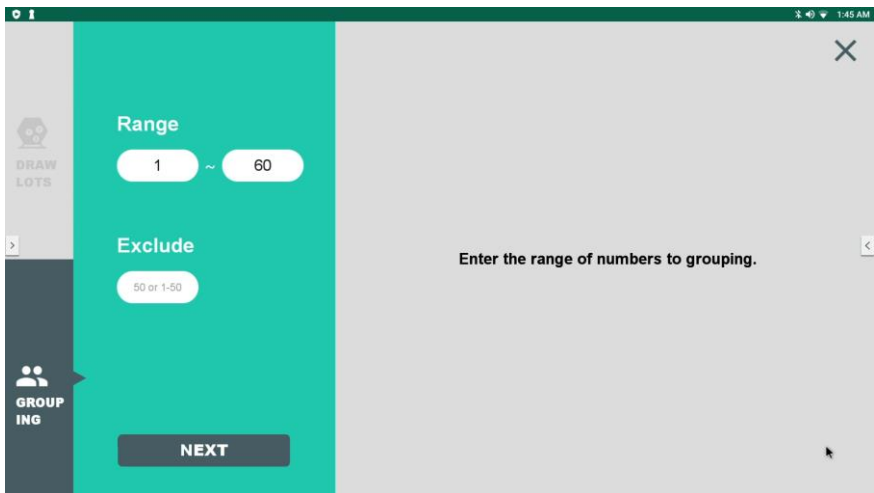 1:45 AM
DRAW
LOTS
GROUP
ING
Range
1 ~ 60
Exclude
50 or 1-50
NEXT
Enter the range of numbers to grouping.